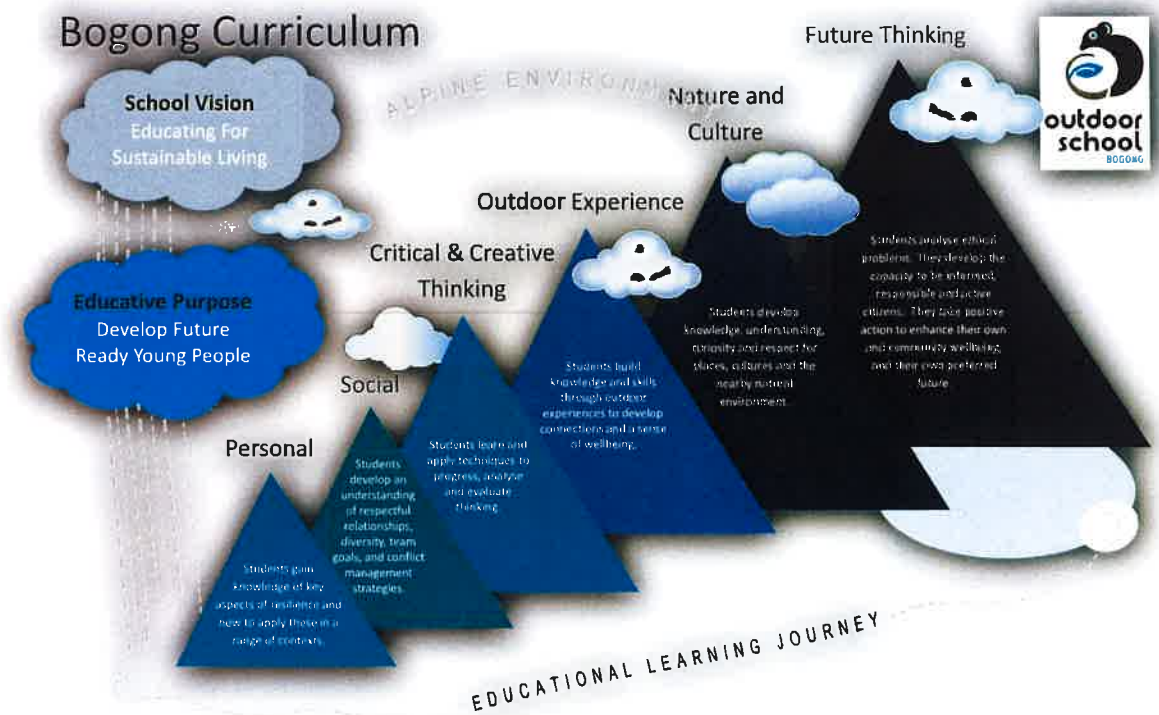 Bogong Curriculum
School Vision
Educating For
Sustainable Living
Educative Purpose
Develop Future
Ready Young People
ALPINE ENVIRONMENT
Personal
Students gain
knowledge of key
aspects of resilience and
how to apply these in a
range of contexts.
Social
Students
develop an
understanding
of respectful
relationships,
diversity, team
goals, and conflict
management
strategies.
Critical & Creative
Thinking
Students learn and
apply techniques to
progress, analyse
and evaluate
thinking
Outdoor Experience
Students build
knowledge and skills
through outdoor
experiences to develop
connections and a sense
of wellbeing.
Nature and
Culture
Students develop
knowledge, understanding,
curiosity and respect for
places, cultures and the
nearby natural
environment
Future Thinking
Students analyse ethical
problems. They develop the
capacity to be informed,
responsible and active
citizens. They take positive
action to enhance their own
and community wellbeing,
and their own preferred
future
outdoor
school
BOGONG
EDUCATIONAL LEARNING JOURNEY